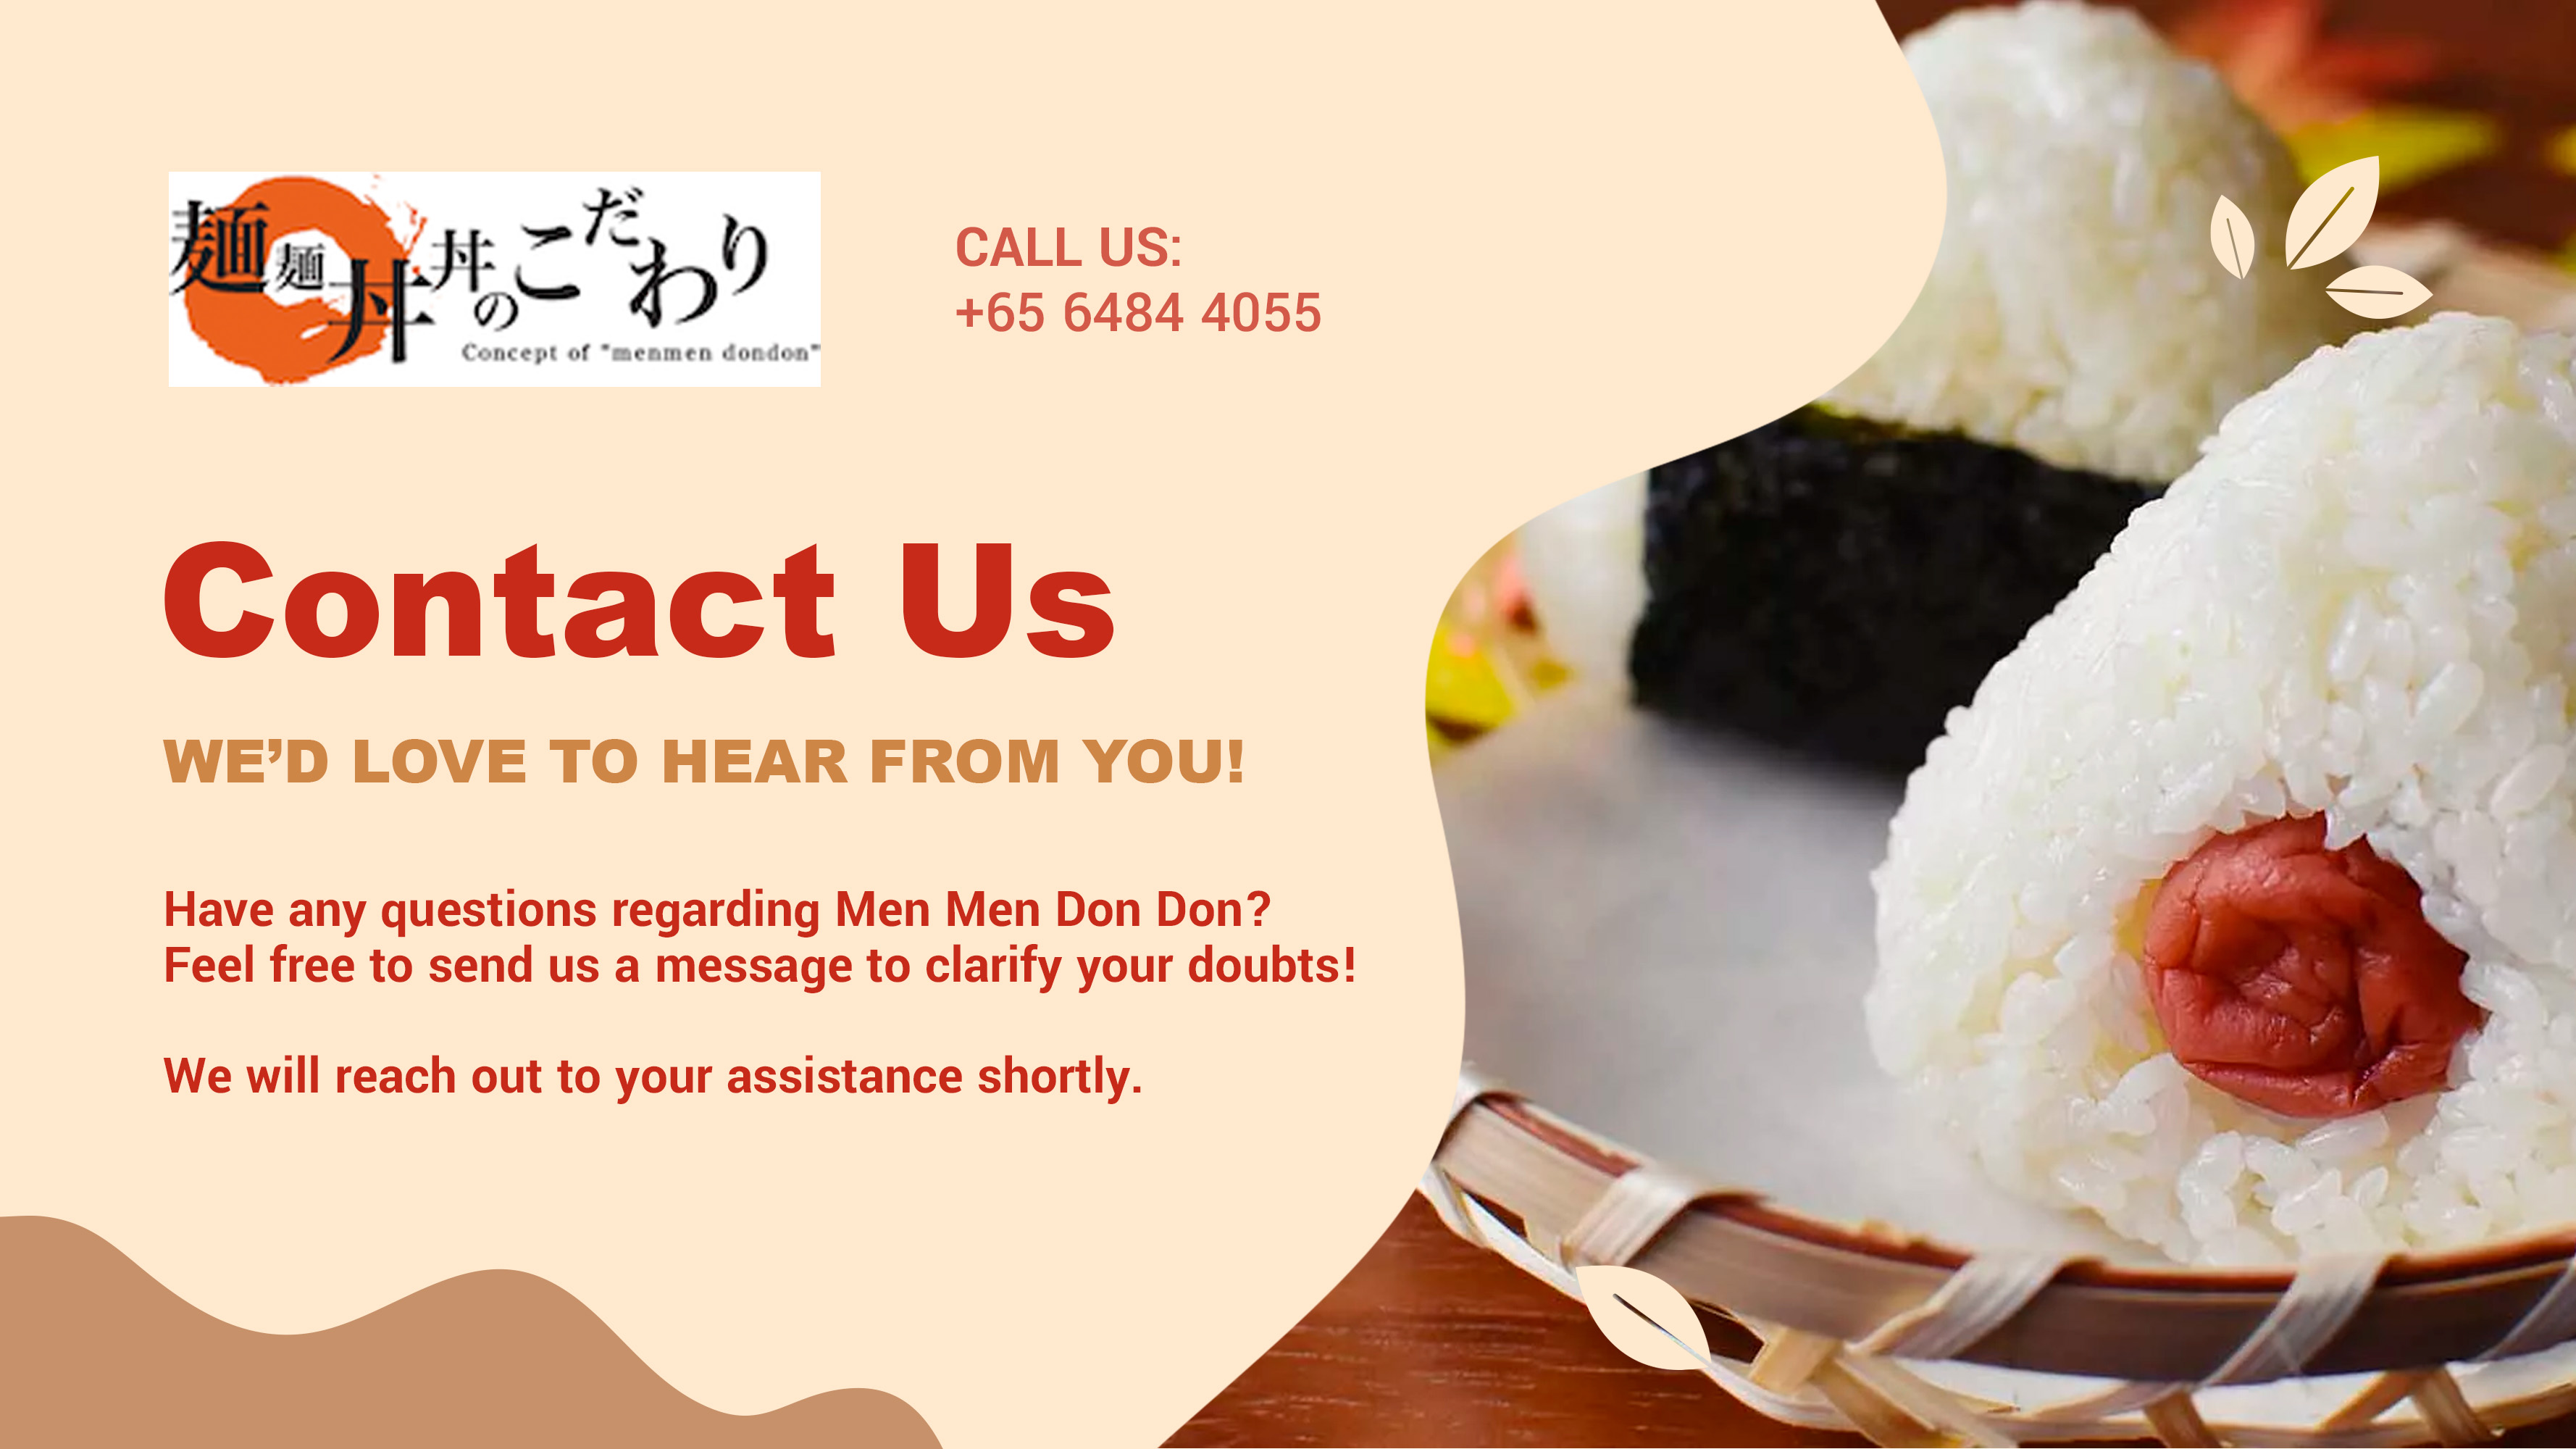 麺麺丼丼のこだわり
Concept of "menmen dondon"
CALL US:
+65 6484 4055
Contact Us
WE’D LOVE TO HEAR FROM YOU!
Have any questions regarding Men Men Don Don?
Feel free to send us a message to clarify your doubts!
We will reach out to your assistance shortly.